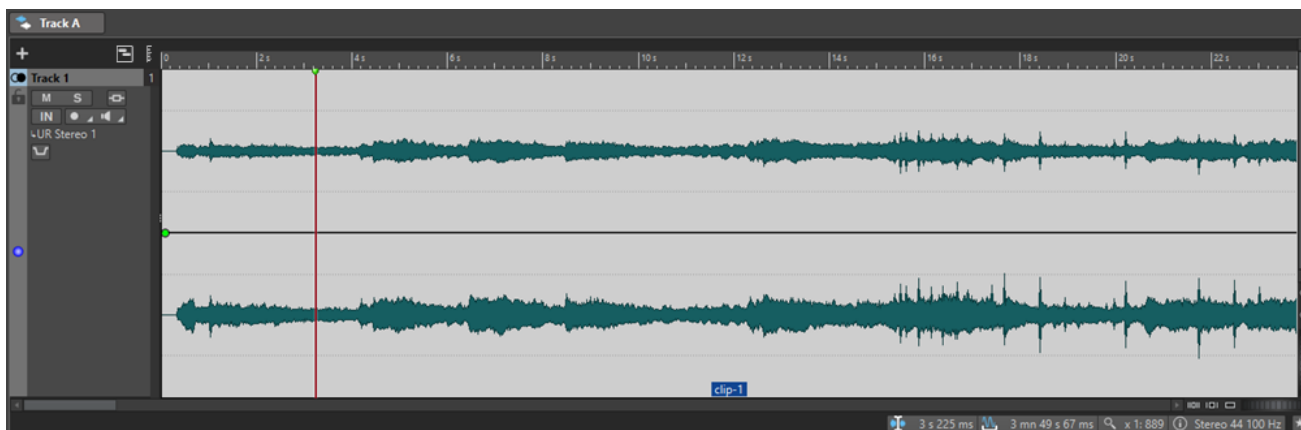 Track A
0 2 s 4 s 6 s 8 s 10 s 12 s 14 s 16 s 18 s 20 s 22 s
Track 1 1
M S
IN
UR Stereo 1
clip-1
3 s 225 ms 3 mn 49 s 67 ms x 1: 889 Stereo 44 100 Hz